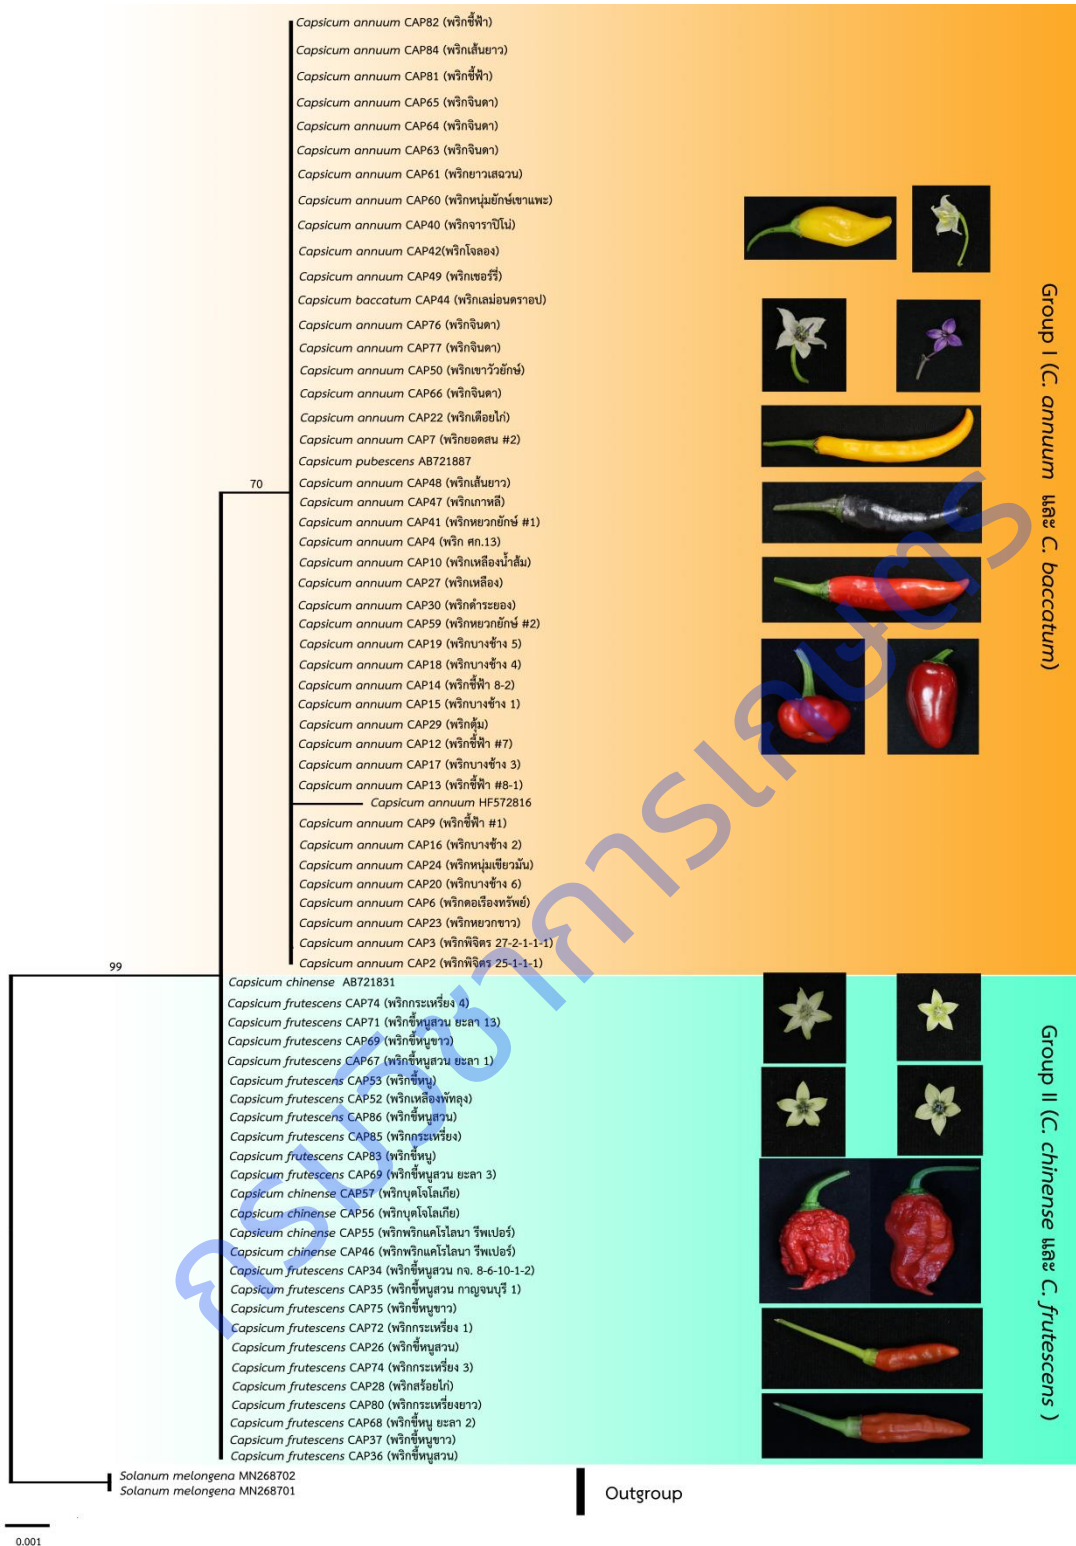 Capsicum annuum CAP82 (พริกชี้ฟ้า)
Capsicum annuum CAP84 (พริกเส้นยาว)
Capsicum annuum CAP81 (พริกชี้ฟ้า)
Capsicum annuum CAP65 (พริกจินดา)
Capsicum annuum CAP64 (พริกจินดา)
Capsicum annuum CAP63 (พริกจินดา)
Capsicum annuum CAP61 (พริกยาวเสฉวน)
Capsicum annuum CAP60 (พริกหนุ่มยักษ์เขาแพะ)
Capsicum annuum CAP40 (พริกจาราปิโน่)
Capsicum annuum CAP42(พริกโจลอง)
Capsicum annuum CAP49 (พริกเชอร์รี่)
Capsicum baccatum CAP44 (พริกเลม่อนดราอป)
Capsicum annuum CAP76 (พริกจินดา)
Capsicum annuum CAP77 (พริกจินดา)
Capsicum annuum CAP50 (พริกเขาวัวยักษ์)
Capsicum annuum CAP66 (พริกจินดา)
Capsicum annuum CAP22 (พริกเดือยไก่)
Capsicum annuum CAP7 (พริกยอดสน #2)
Capsicum pubescens AB721887
Capsicum annuum CAP48 (พริกเส้นยาว)
Capsicum annuum CAP47 (พริกเกาหลี)
Capsicum annuum CAP41 (พริกหยวกยักษ์ #1)
Capsicum annuum CAP4 (พริก ศก.13)
Capsicum annuum CAP10 (พริกเหลืองน้ำส้ม)
Capsicum annuum CAP27 (พริกเหลือง)
Capsicum annuum CAP30 (พริกดำระยอง)
Capsicum annuum CAP59 (พริกหยวกยักษ์ #2)
Capsicum annuum CAP19 (พริกบางช้าง 5)
Capsicum annuum CAP18 (พริกบางช้าง 4)
Capsicum annuum CAP14 (พริกชี้ฟ้า 8-2)
Capsicum annuum CAP15 (พริกบางช้าง 1)
Capsicum annuum CAP29 (พริกตุ้ม)
Capsicum annuum CAP12 (พริกชี้ฟ้า #7)
Capsicum annuum CAP17 (พริกบางช้าง 3)
Capsicum annuum CAP13 (พริกชี้ฟ้า #8-1)
Capsicum annuum HF572816
Capsicum annuum CAP9 (พริกชี้ฟ้า #1)
Capsicum annuum CAP16 (พริกบางช้าง 2)
Capsicum annuum CAP24 (พริกหนุ่มเขียวมัน)
Capsicum annuum CAP20 (พริกบางช้าง 6)
Capsicum annuum CAP6 (พริกดอเรืองทรัพย์)
Capsicum annuum CAP23 (พริกหยวกขาว)
Capsicum annuum CAP3 (พริกพิจิตร 27-2-1-1-1)
Capsicum annuum CAP2 (พริกพิจิตร 25-1-1-1)
70
99
Group I (C. annuum และ C. baccatum)
Capsicum chinense AB721831
Capsicum frutescens CAP74 (พริกกระเหรี่ยง 4)
Capsicum frutescens CAP71 (พริกขี้หนูสวน ยะลา 13)
Capsicum frutescens CAP69 (พริกขี้หนูขาว)
Capsicum frutescens CAP67 (พริกขี้หนูสวน ยะลา 1)
Capsicum frutescens CAP53 (พริกขี้หนู)
Capsicum frutescens CAP52 (พริกเหลืองพัทลุง)
Capsicum frutescens CAP86 (พริกขี้หนูสวน)
Capsicum frutescens CAP85 (พริกกระเหรี่ยง)
Capsicum frutescens CAP83 (พริกขี้หนู)
Capsicum frutescens CAP69 (พริกขี้หนูสวน ยะลา 3)
Capsicum chinense CAP57 (พริกบุตโจโลเกีย)
Capsicum chinense CAP56 (พริกบุตโจโลเกีย)
Capsicum chinense CAP55 (พริกพริกแคโรไลนา รีพเปอร์)
Capsicum chinense CAP46 (พริกพริกแคโรไลนา รีพเปอร์)
Capsicum frutescens CAP34 (พริกขี้หนูสวน กจ. 8-6-10-1-2)
Capsicum frutescens CAP35 (พริกขี้หนูสวน กาญจนบุรี 1)
Capsicum frutescens CAP75 (พริกขี้หนูขาว)
Capsicum frutescens CAP72 (พริกกระเหรี่ยง 1)
Capsicum frutescens CAP26 (พริกขี้หนูสวน)
Capsicum frutescens CAP74 (พริกกระเหรี่ยง 3)
Capsicum frutescens CAP28 (พริกสร้อยไก่)
Capsicum frutescens CAP80 (พริกกระเหรี่ยงยาว)
Capsicum frutescens CAP68 (พริกขี้หนู ยะลา 2)
Capsicum frutescens CAP37 (พริกขี้หนูขาว)
Capsicum frutescens CAP36 (พริกขี้หนูสวน)
Group II (C. chinense และ C. frutescens )
Solanum melongena MN268702
Solanum melongena MN268701
Outgroup
0.001
กรมวิชาการเกษตร